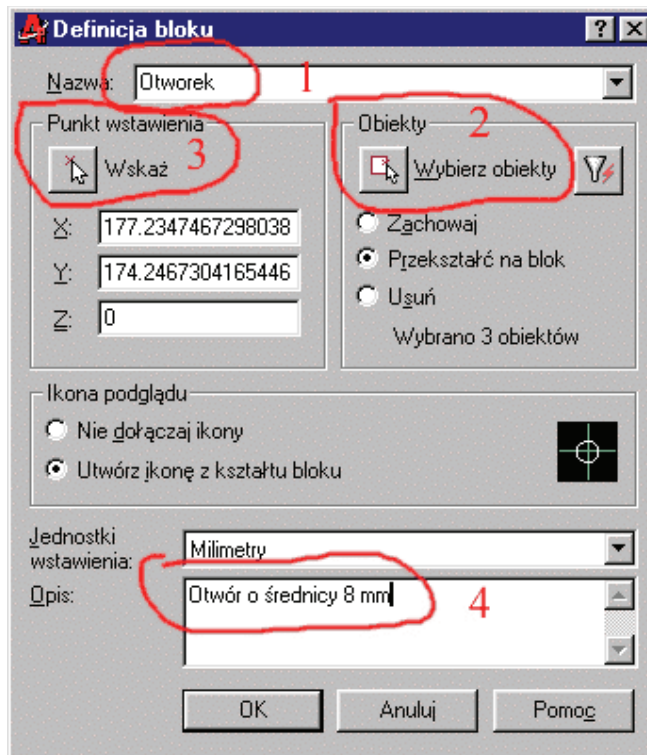 Definicja bloku
Nazwa: Otworek 1
Punkt wstawienia
Wskaż 3
X: 177.2347467298038
Y: 174.2467304165446
Z: 0
Obiekty 2
Wybierz obiekty
Zachowaj
Przekształć na blok
Usuń
Wybrano 3 obiektów
Ikona podglądu
Nie dołączaj ikony
Utwórz ikonę z kształtu bloku
Jednostki
wstawienia: Milimetry
Opis: Otwór o średnicy 8 mm 4
OK Anuluj Pomoc